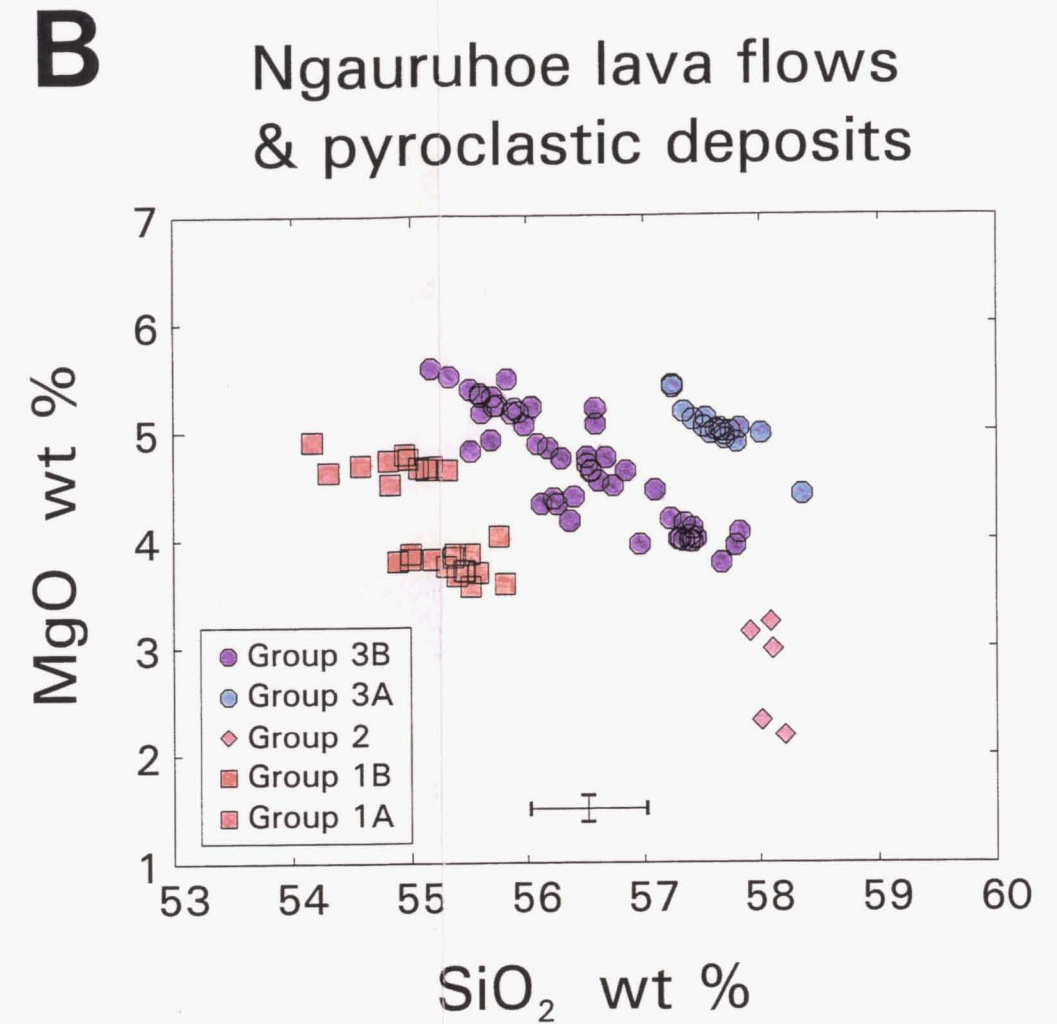 B
Ngauruhoe lava flows
& pyroclastic deposits
7
6
5
4
3
2
1
MgO wt %
Group 3B
Group 3A
Group 2
Group 1B
Group 1A
53 54 55 56 57 58 59 60
SiO₂ wt %